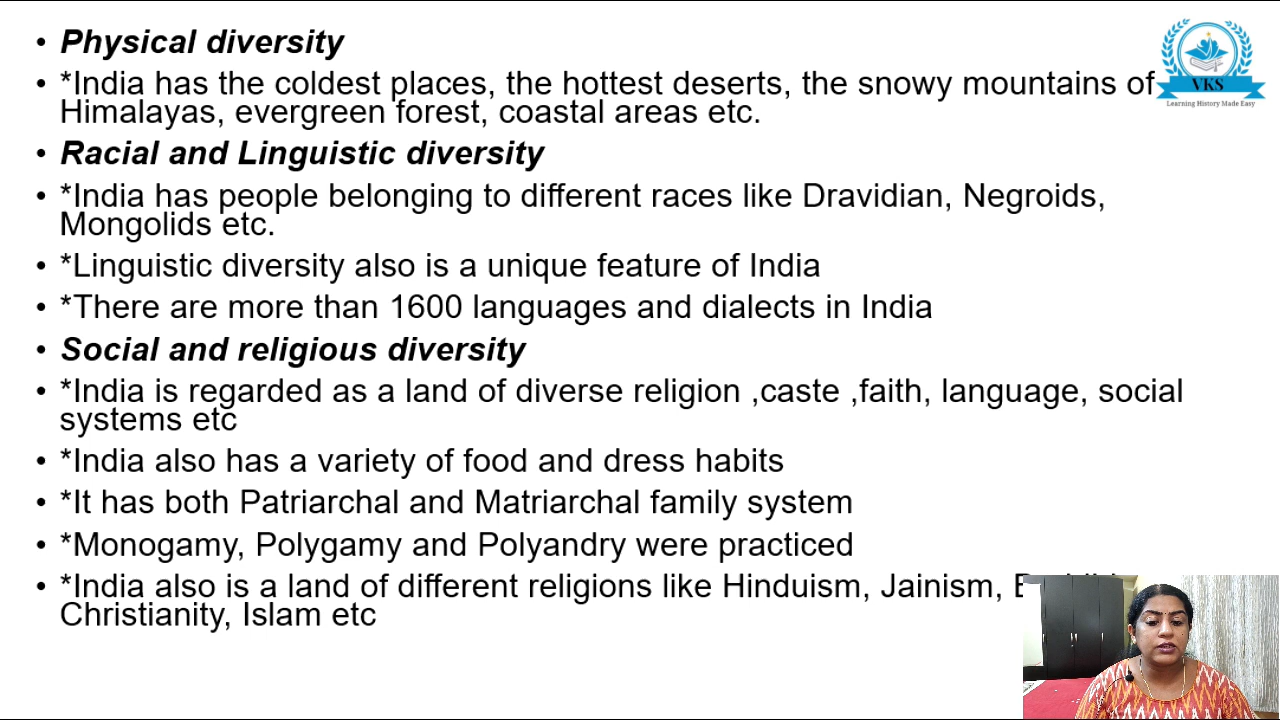 • Physical diversity
• *India has the coldest places, the hottest deserts, the snowy mountains of
Himalayas, evergreen forest, coastal areas etc.
• Racial and Linguistic diversity
• *India has people belonging to different races like Dravidian, Negroids,
Mongolids etc.
• *Linguistic diversity also is a unique feature of India
• *There are more than 1600 languages and dialects in India
• Social and religious diversity
• *India is regarded as a land of diverse religion ,caste ,faith, language, social
systems etc
• *India also has a variety of food and dress habits
• *It has both Patriarchal and Matriarchal family system
• *Monogamy, Polygamy and Polyandry were practiced
• *India also is a land of different religions like Hinduism, Jainism,
Christianity, Islam etc
VKS
Learning History Made Easy